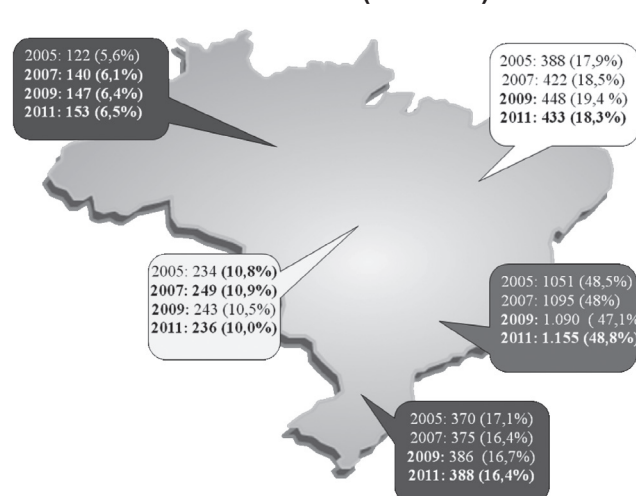 2005: 122 (5,6%)
2007: 140 (6,1%)
2009: 147 (6,4%)
2011: 153 (6,5%)
2005: 388 (17,9%)
2007: 422 (18,5%)
2009: 448 (19,4 %)
2011: 433 (18,3%)
2005: 234 (10,8%)
2007: 249 (10,9%)
2009: 243 (10,5%)
2011: 236 (10,0%)
2005: 1051 (48,5%)
2007: 1095 (48%)
2009: 1.090 ( 47,1%
2011: 1.155 (48,8%)
2005: 370 (17,1%)
2007: 375 (16,4%)
2009: 386 (16,7%)
2011: 388 (16,4%)